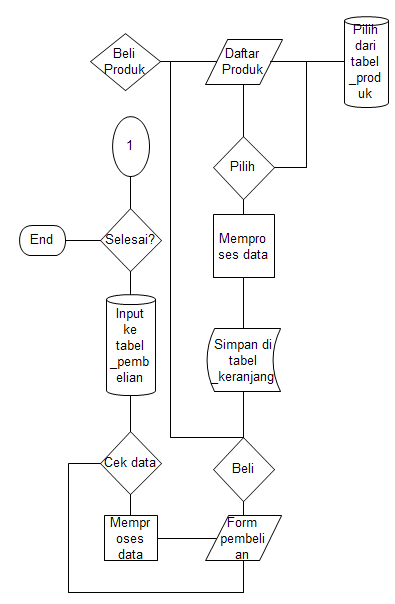 Beli
Produk
Daftar
Produk
Pilih
dari
tabel
_prod
uk
1
Pilih
End
Selesai?
Mempro
ses data
Input
ke
tabel
_pemb
elian
Simpan di
tabel
_keranjang
Cek data
Beli
Mempr
oses
data
Form
pembeli
an